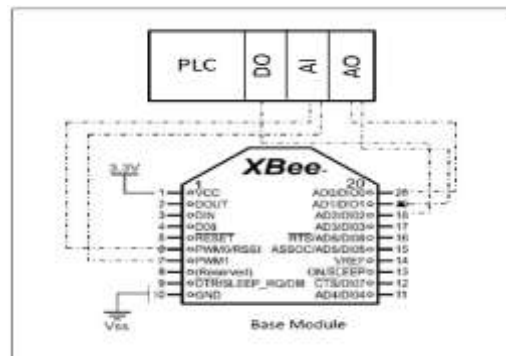 PLC DO AI AO
XBee
1 20
3.3V
1 VCC AD0/DIO0 20
2 DOUT AD1/DIO1
3 DIN AD2/DIO2 18
4 DO8 AD3/DIO3 17
5 RESET RTS/AD6/DIO6 16
6 PWM0/RSSI ASSOC/AD5/DIO5 15
7 PWM1 VREF 14
8 (Reserved) ON/SLEEP 13
9 DTR/SLEEP_RQ/DI8 CTS/DIO7 12
10 GND AD4/DIO4 11
Vss
Base Module